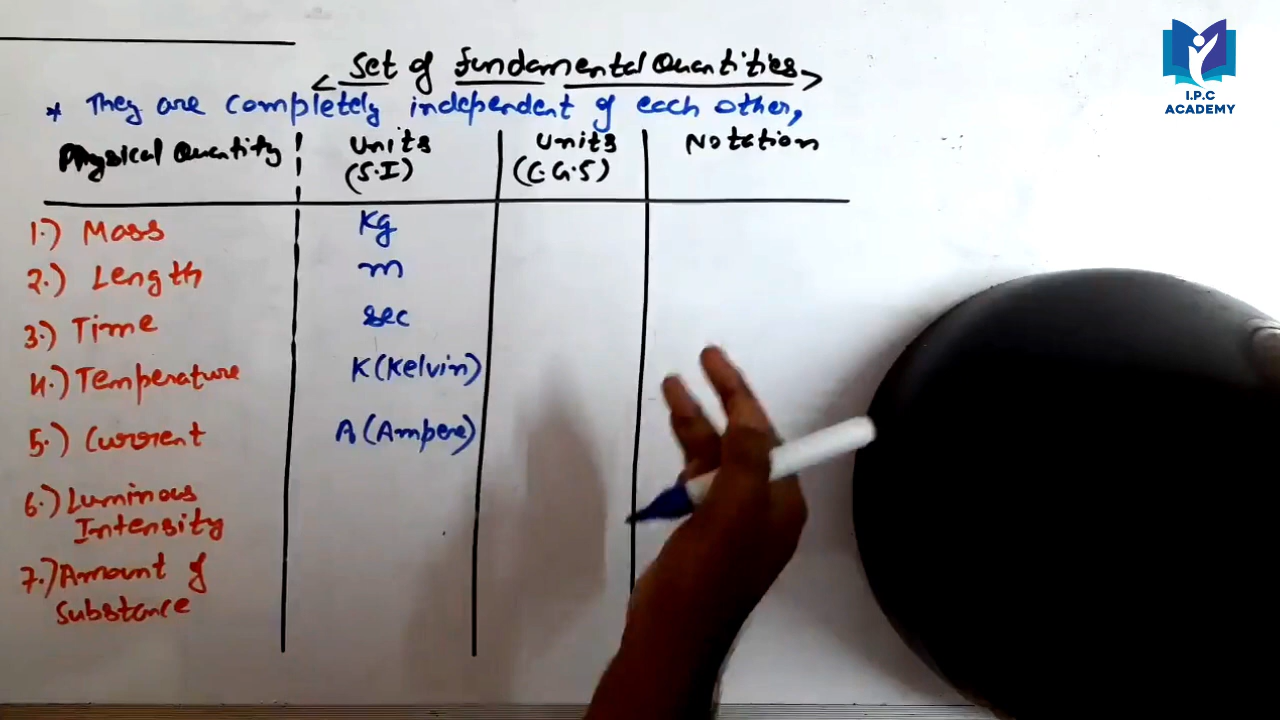 Set of fundamental Quantities
* They are completely independent of each other,
Physical Quantity Units (S.I) Units (C.G.S) Notation
1.) Mass Kg
2.) Length m
3.) Time sec
4.) Temperature K (Kelvin)
5.) Current A (Ampere)
6.) Luminous
Intensity
7.) Amount of
Substance
I.P.C
ACADEMY